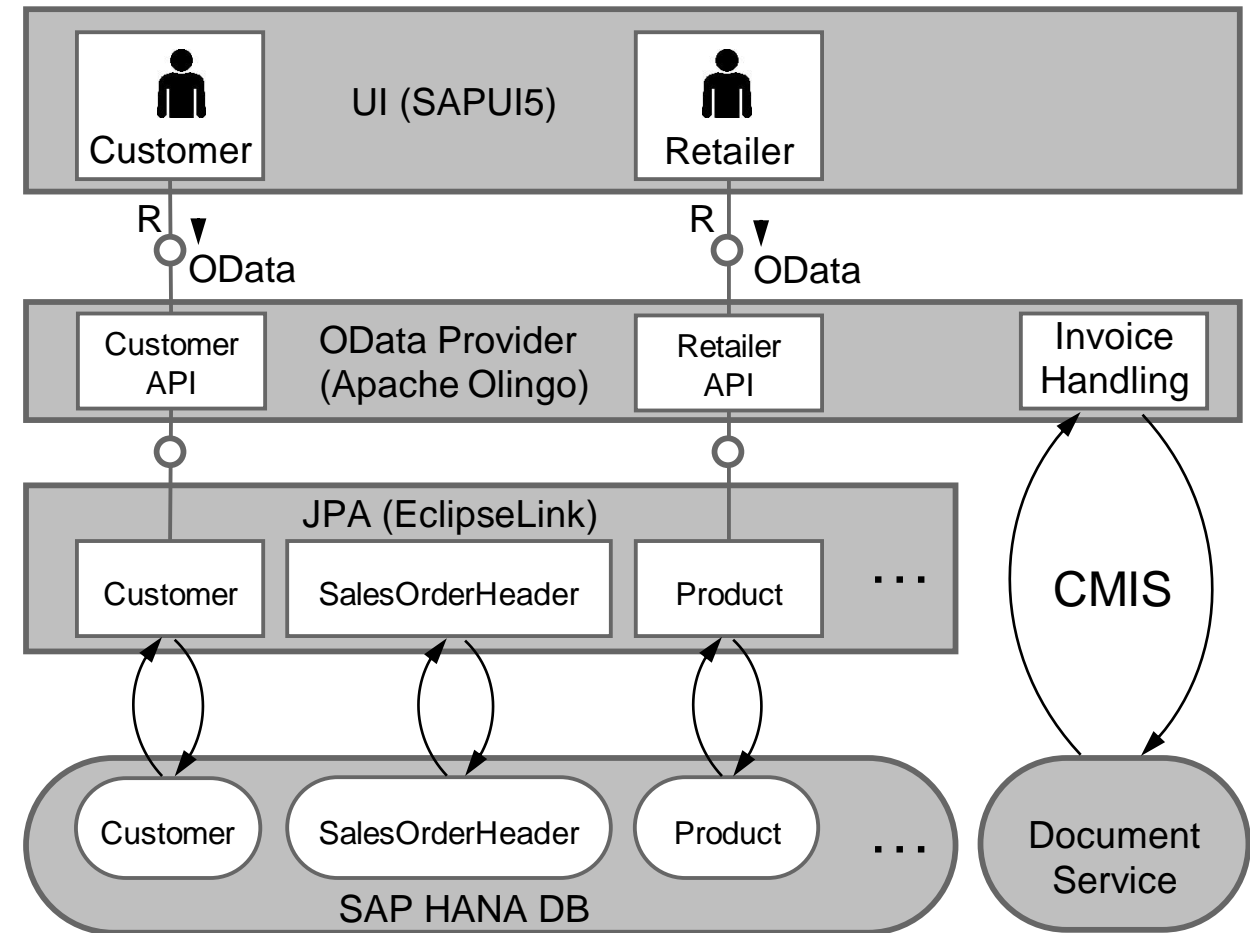 UI (SAPUI5)
Customer
Retailer
R
OData
R
OData
Customer
API
OData Provider
(Apache Olingo)
Retailer
API
Invoice
Handling
JPA (EclipseLink)
Customer
SalesOrderHeader
Product
...
CMIS
Customer
SalesOrderHeader
Product
...
SAP HANA DB
Document
Service